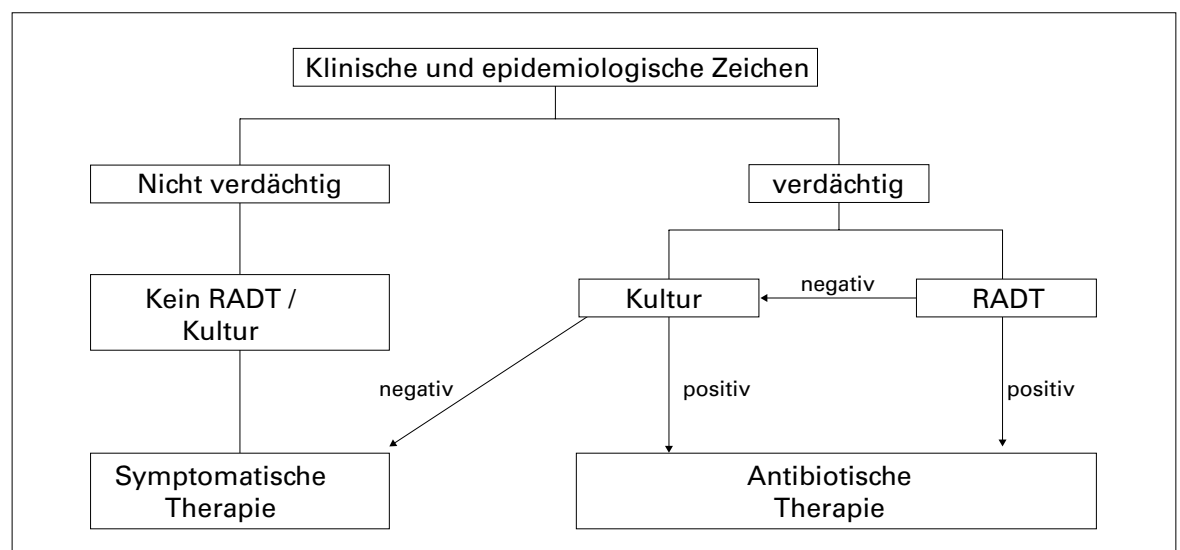 Klinische und epidemiologische Zeichen
Nicht verdächtig
verdächtig
Kein RADT /
Kultur
Kultur
negativ
RADT
negativ
positiv
positiv
Symptomatische
Therapie
Antibiotische
Therapie